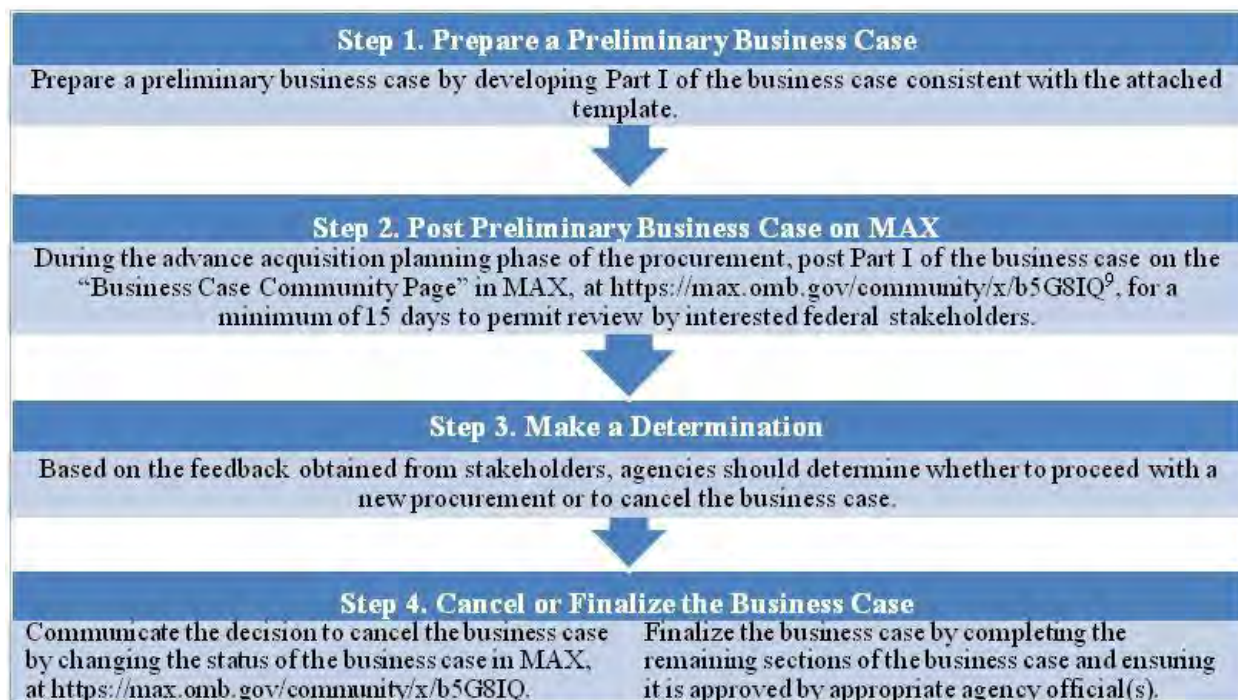 Step 1. Prepare a Preliminary Business Case
Prepare a preliminary business case by developing Part I of the business case consistent with the attached
template.
Step 2. Post Preliminary Business Case on MAX
During the advance acquisition planning phase of the procurement, post Part I of the business case on the
“Business Case Community Page” in MAX, at https://max.omb.gov/community/x/b5G8IQ⁹, for a
minimum of 15 days to permit review by interested federal stakeholders.
Step 3. Make a Determination
Based on the feedback obtained from stakeholders, agencies should determine whether to proceed with a
new procurement or to cancel the business case.
Step 4. Cancel or Finalize the Business Case
Communicate the decision to cancel the business case
by changing the status of the business case in MAX,
at https://max.omb.gov/community/x/b5G8IQ.
Finalize the business case by completing the
remaining sections of the business case and ensuring
it is approved by appropriate agency official(s).